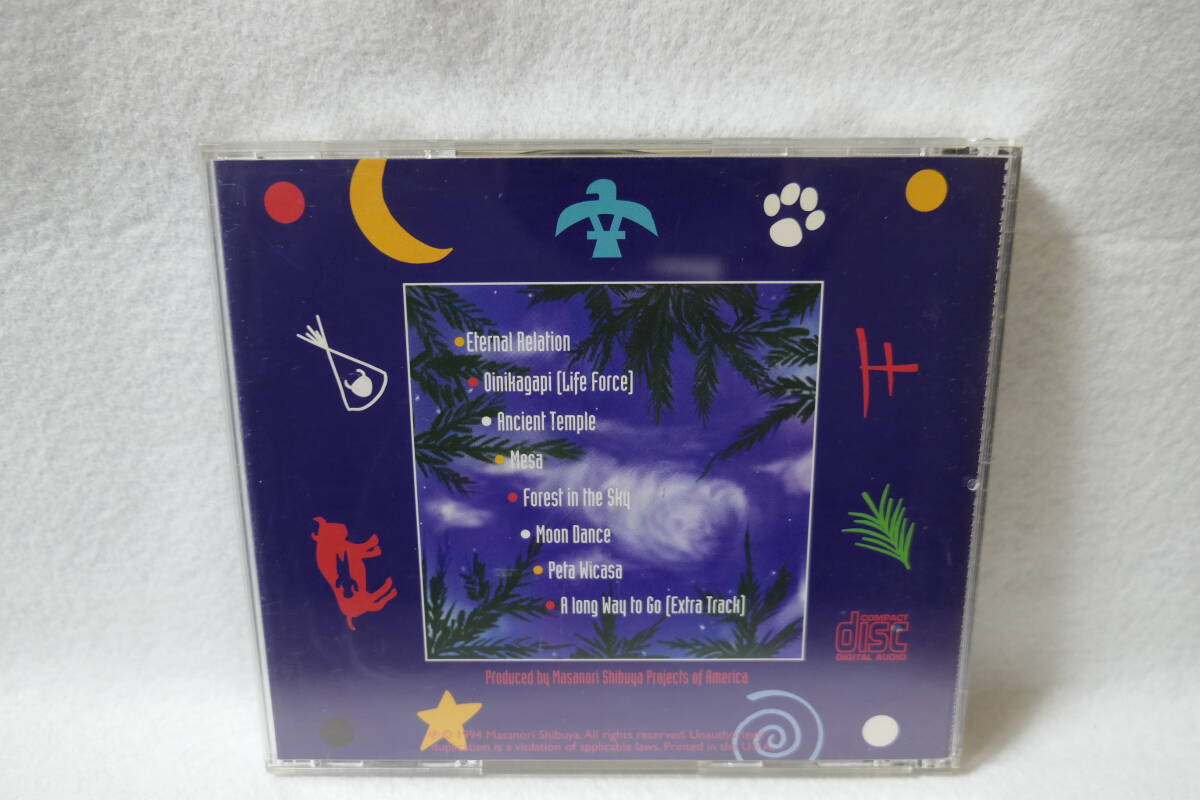 Eternal Relation
Oinikagapi [Life Force]
Ancient Temple
Mesa
Forest in the Sky
Moon Dance
Peta Wicasa
A long Way to Go [Extra Track]
COMPACT
disc
DIGITAL AUDIO
Produced by Masanori Shibuya Projects of America
℗© 1994 Masanori Shibuya. All rights reserved. Unauthorized
duplication is a violation of applicable laws. Printed in the U.S.A.